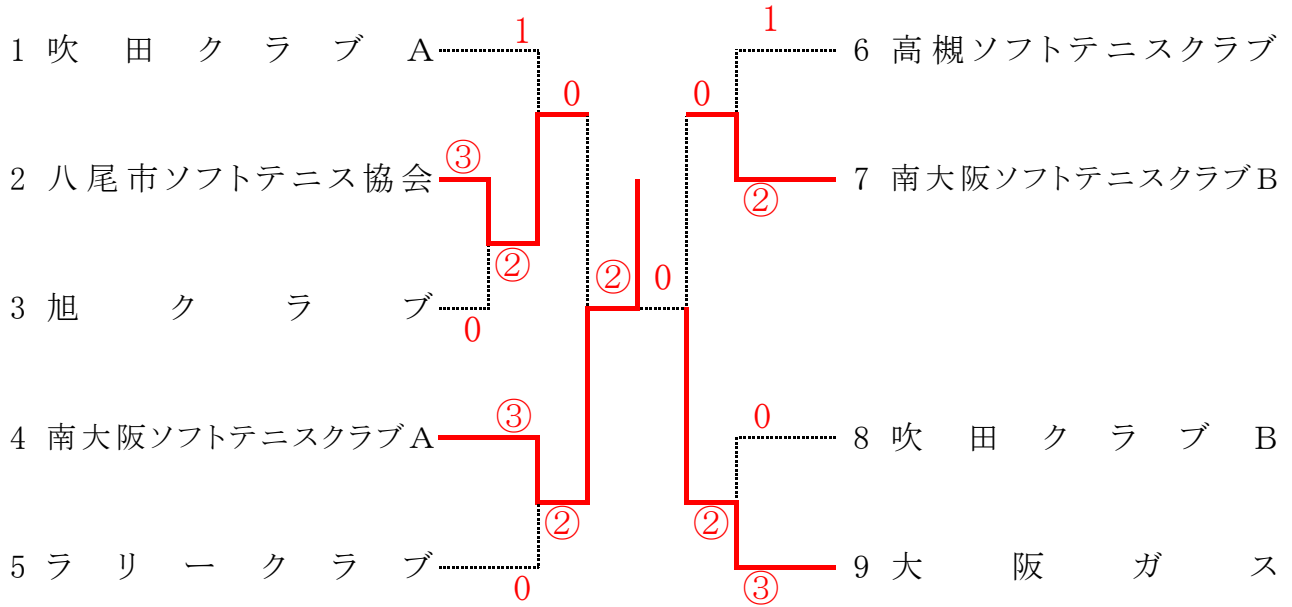 1
1 吹田クラブA
1
6 高槻ソフトテニスクラブ
0
0
③
2 八尾市ソフトテニス協会
7 南大阪ソフトテニスクラブB
②
②
②
0
3 旭クラブ
0
③
0
4 南大阪ソフトテニスクラブA
8 吹田クラブB
②
②
5 ラリークラブ
0
9 大阪ガス
③